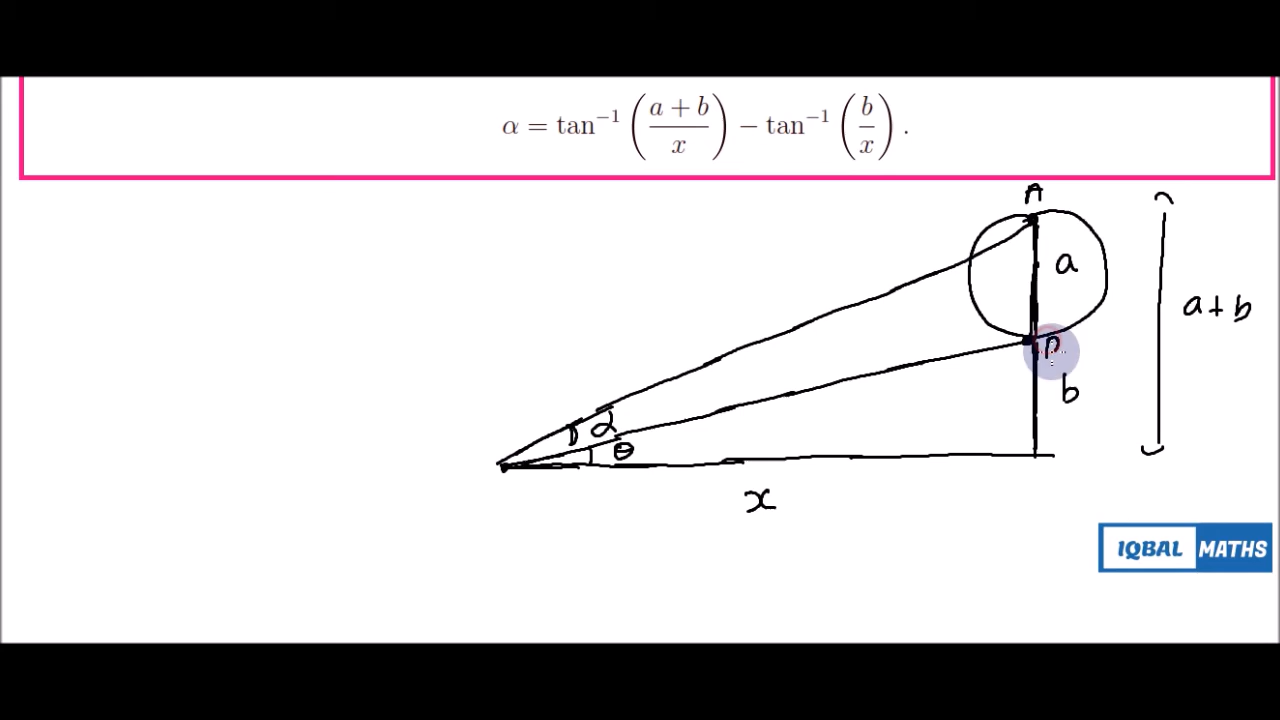 α = tan⁻¹ ((a + b)/x) − tan⁻¹ (b/x).
A
a
a + b
b
α
θ
x
IQBAL MATHS